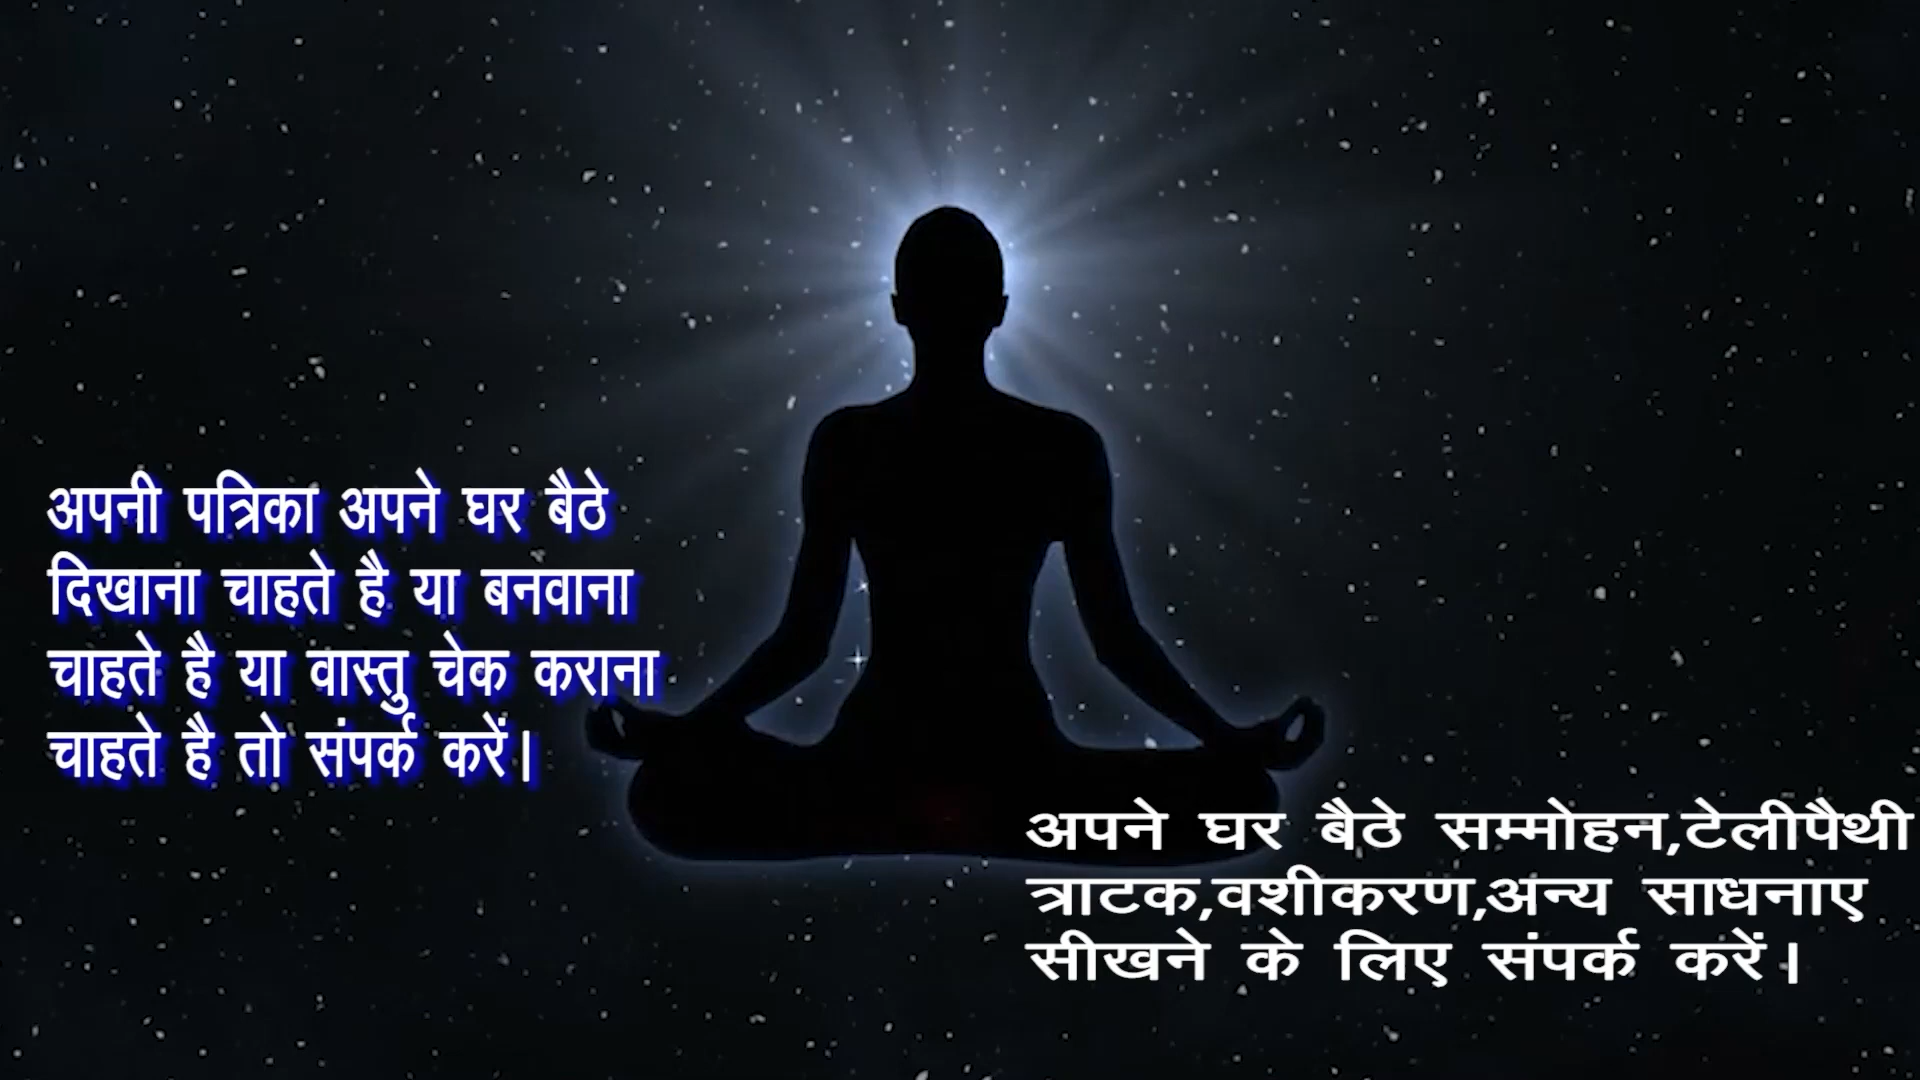 अपनी पत्रिका अपने घर बैठे
दिखाना चाहते है या बनवाना
चाहते है या वास्तु चेक कराना
चाहते है तो संपर्क करें।
अपने घर बैठे सम्मोहन,टेलीपैथी
त्राटक,वशीकरण,अन्य साधनाए
सीखने के लिए संपर्क करें।